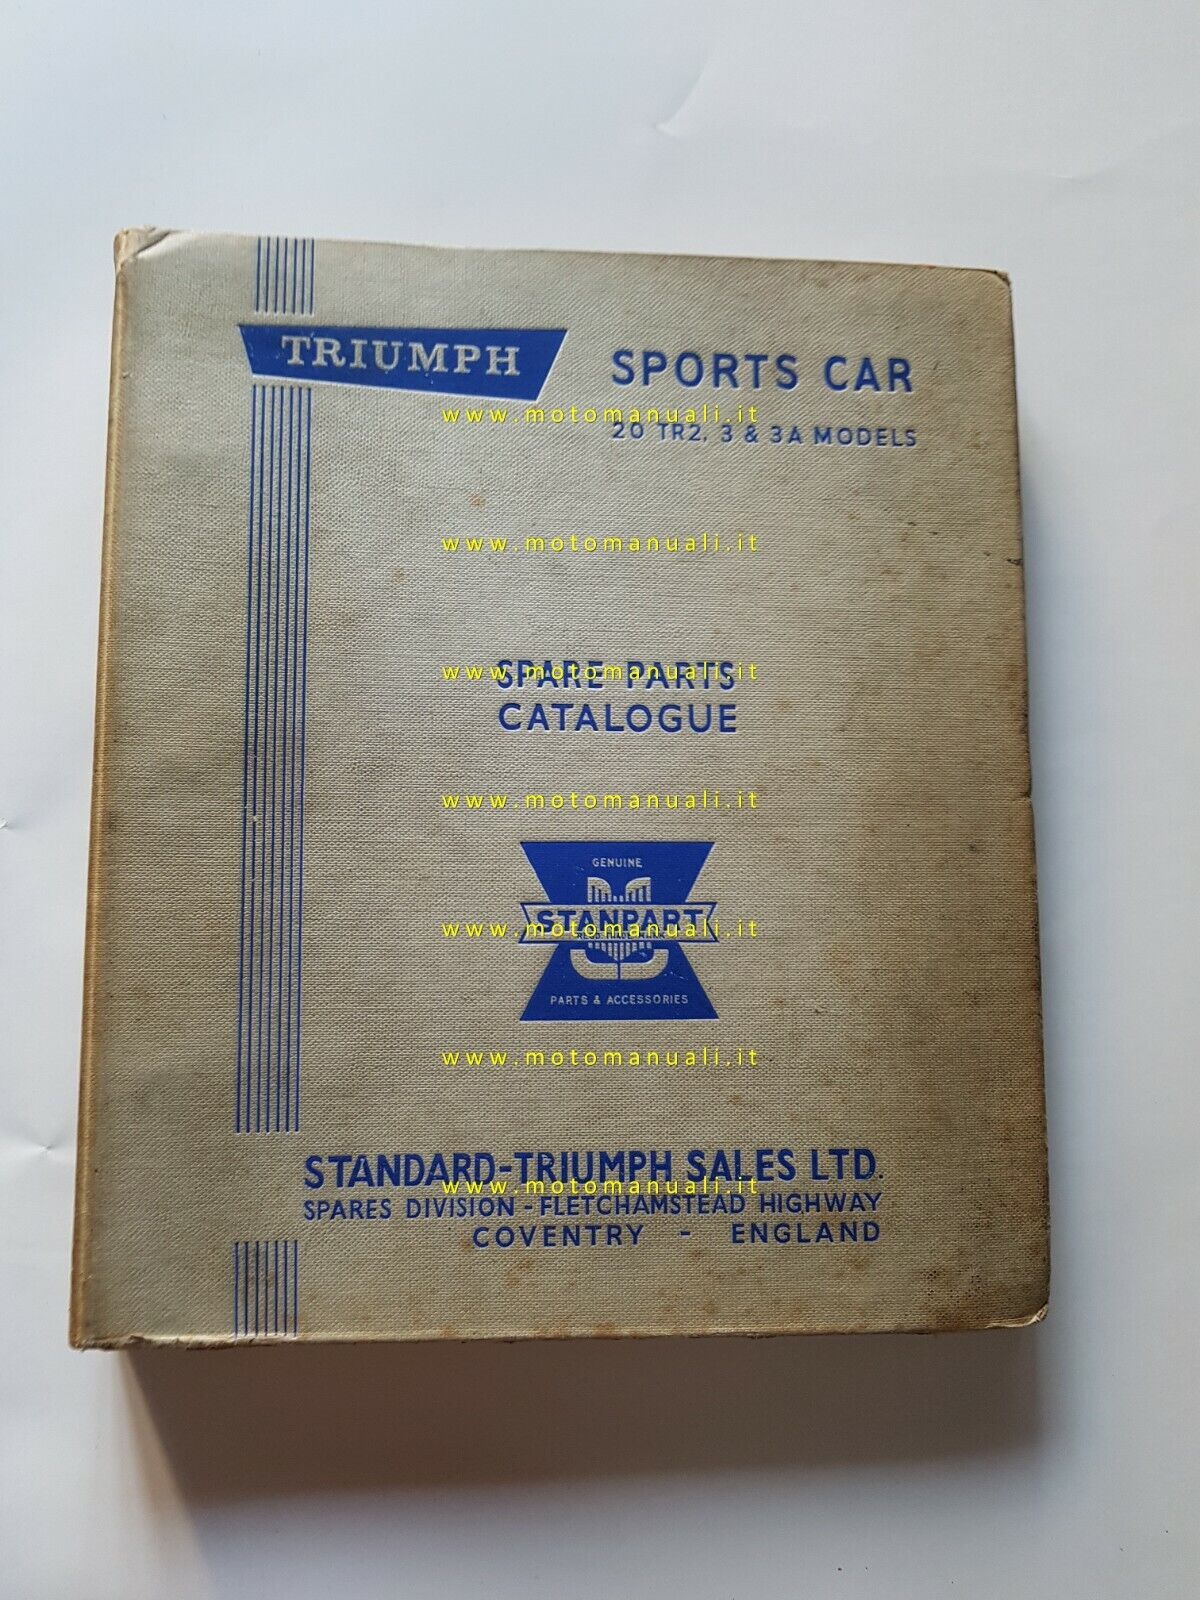 TRIUMPH
SPORTS CAR
www.motomanuali.it
20 TR2, 3 & 3A MODELS
www.motomanuali.it
SPARE PARTS
www.motomanuali.it
CATALOGUE
www.motomanuali.it
GENUINE
STANPART
www.motomanuali.it
PARTS & ACCESSORIES
www.motomanuali.it
STANDARD-TRIUMPH SALES LTD.
www.motomanuali.it
SPARES DIVISION - FLETCHAMSTEAD HIGHWAY
COVENTRY - ENGLAND